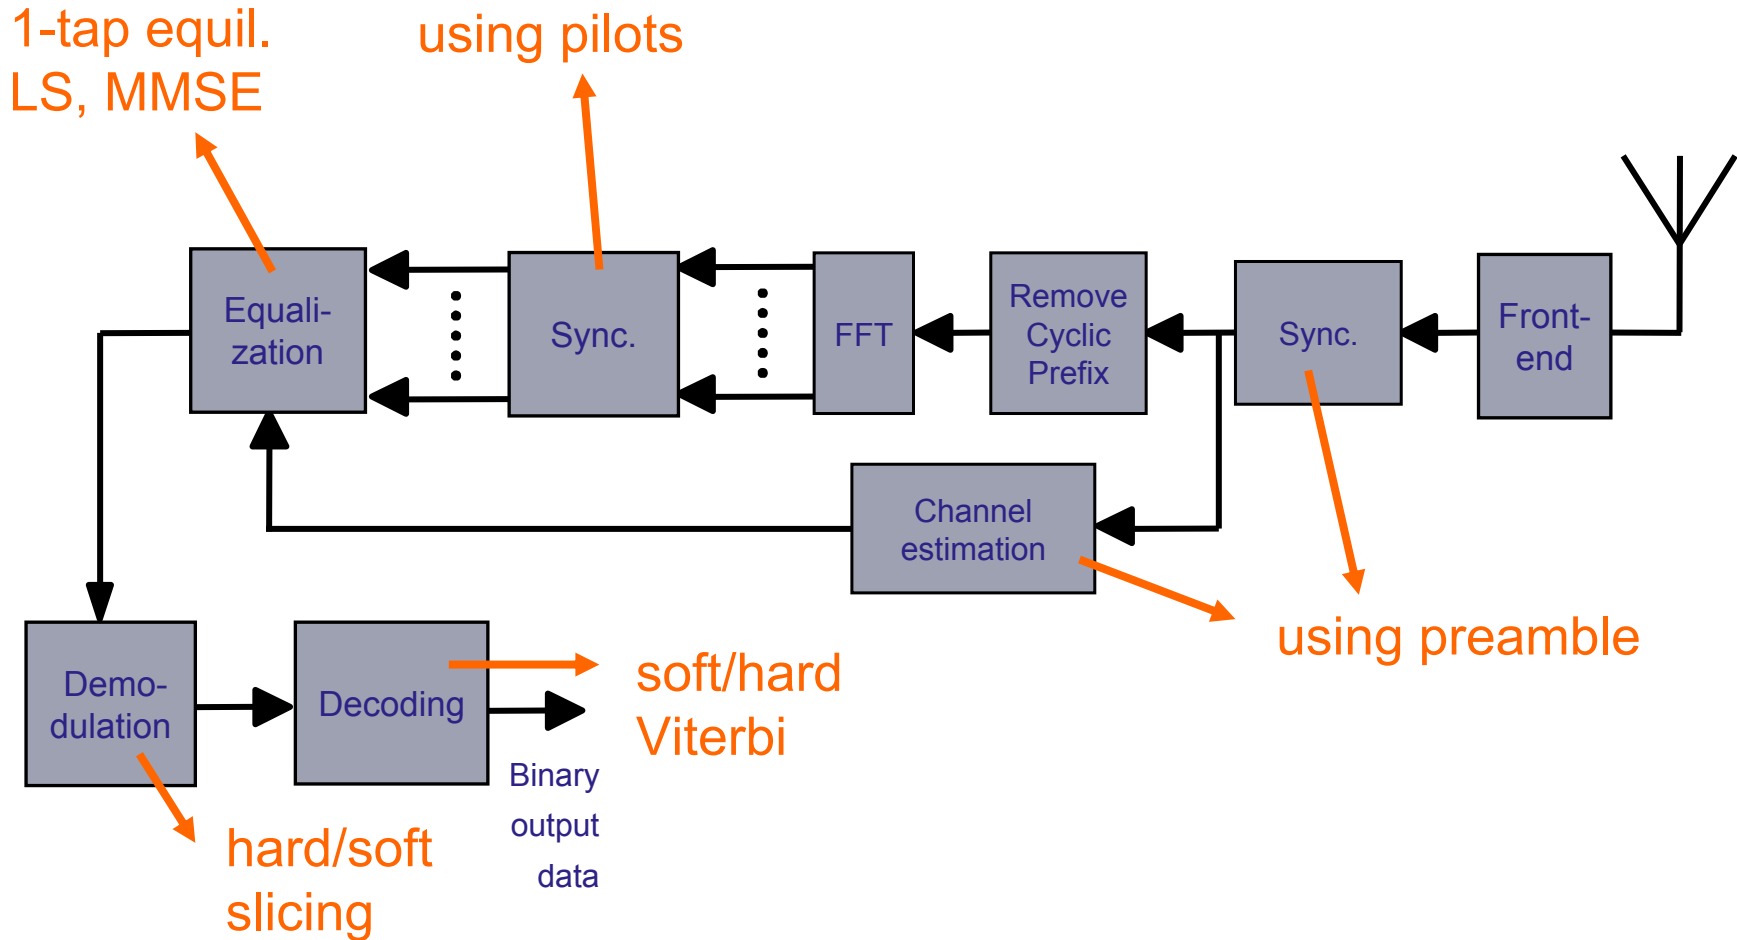 1-tap equil.
LS, MMSE
using pilots
Equali-
zation
Sync.
FFT
Remove
Cyclic
Prefix
Sync.
Front-
end
Channel
estimation
using preamble
Demo-
dulation
Decoding
soft/hard
Viterbi
Binary
output
data
hard/soft
slicing